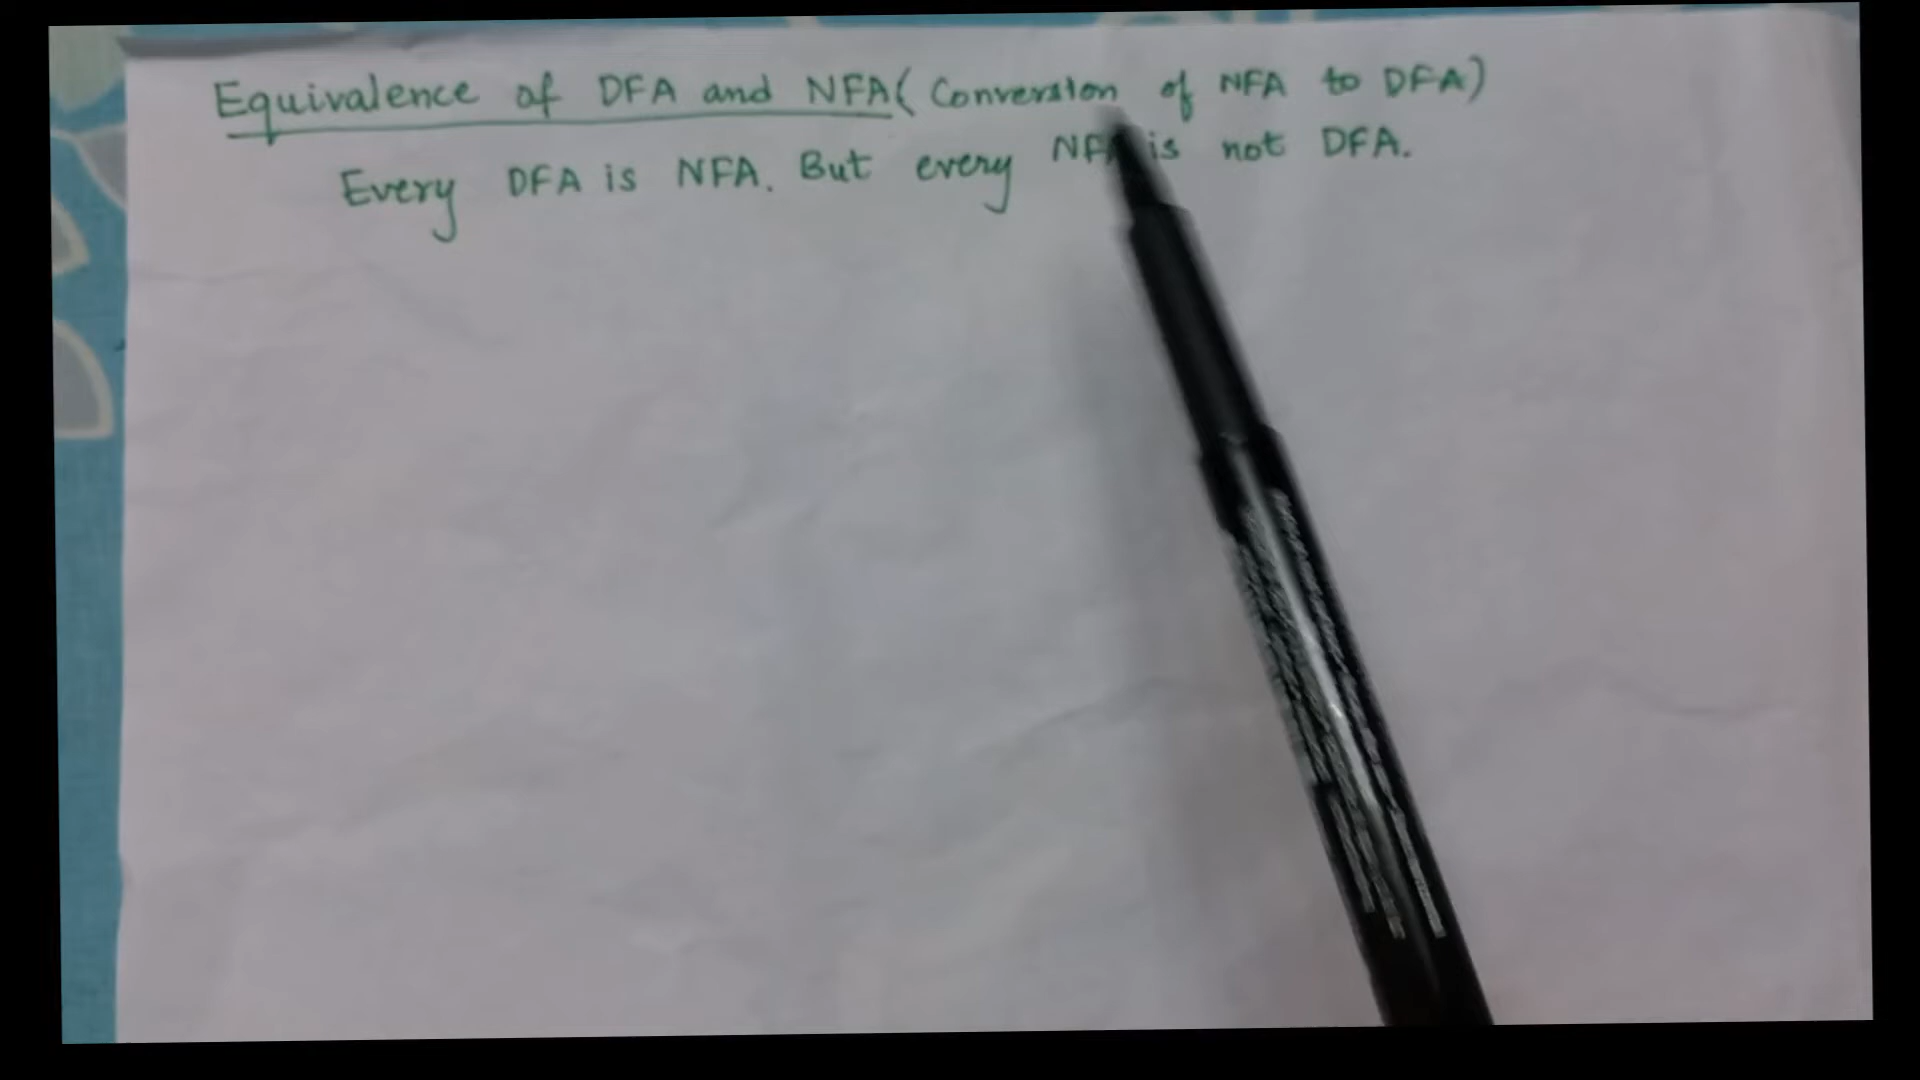 Equivalence of DFA and NFA( Conversion of NFA to DFA)
Every DFA is NFA. But every NFA is not DFA.